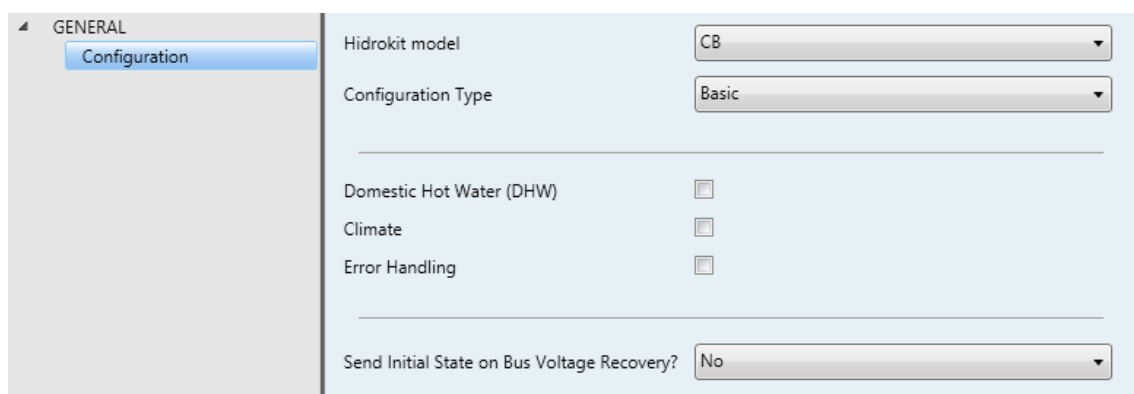 GENERAL
Configuration
Hidrokit model CB
Configuration Type Basic
Domestic Hot Water (DHW)
Climate
Error Handling
Send Initial State on Bus Voltage Recovery? No